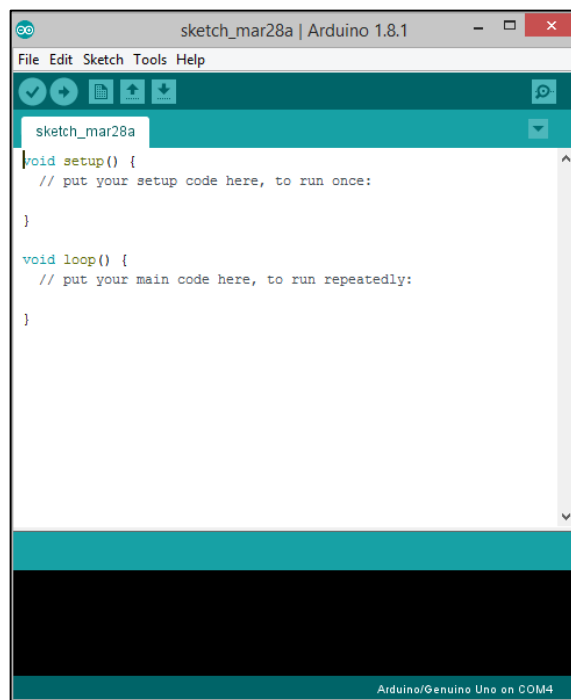 sketch_mar28a | Arduino 1.8.1
File Edit Sketch Tools Help
sketch_mar28a
void setup() {
  // put your setup code here, to run once:
}
void loop() {
  // put your main code here, to run repeatedly:
}
Arduino/Genuino Uno on COM4